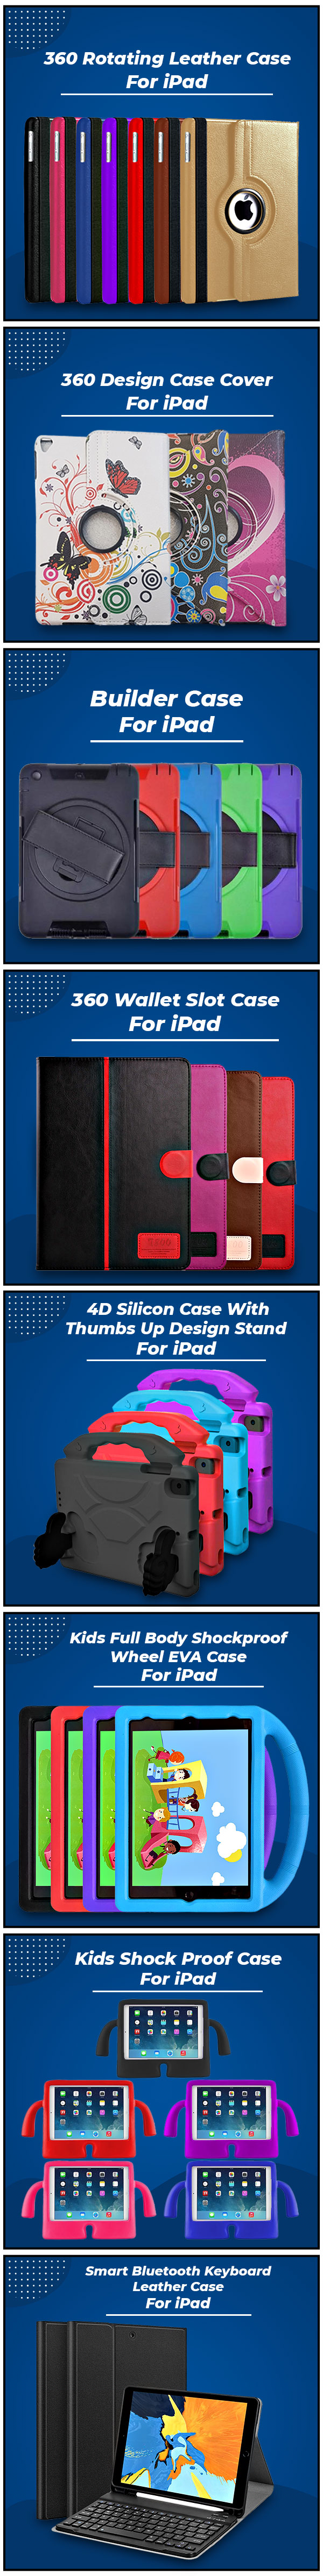 360 Rotating Leather Case
For iPad
360 Design Case Cover
For iPad
Builder Case
For iPad
360 Wallet Slot Case
For iPad
4D Silicon Case With
Thumbs Up Design Stand
For iPad
Kids Full Body Shockproof
Wheel EVA Case
For iPad
Kids Shock Proof Case
For iPad
Smart Bluetooth Keyboard
Leather Case
For iPad